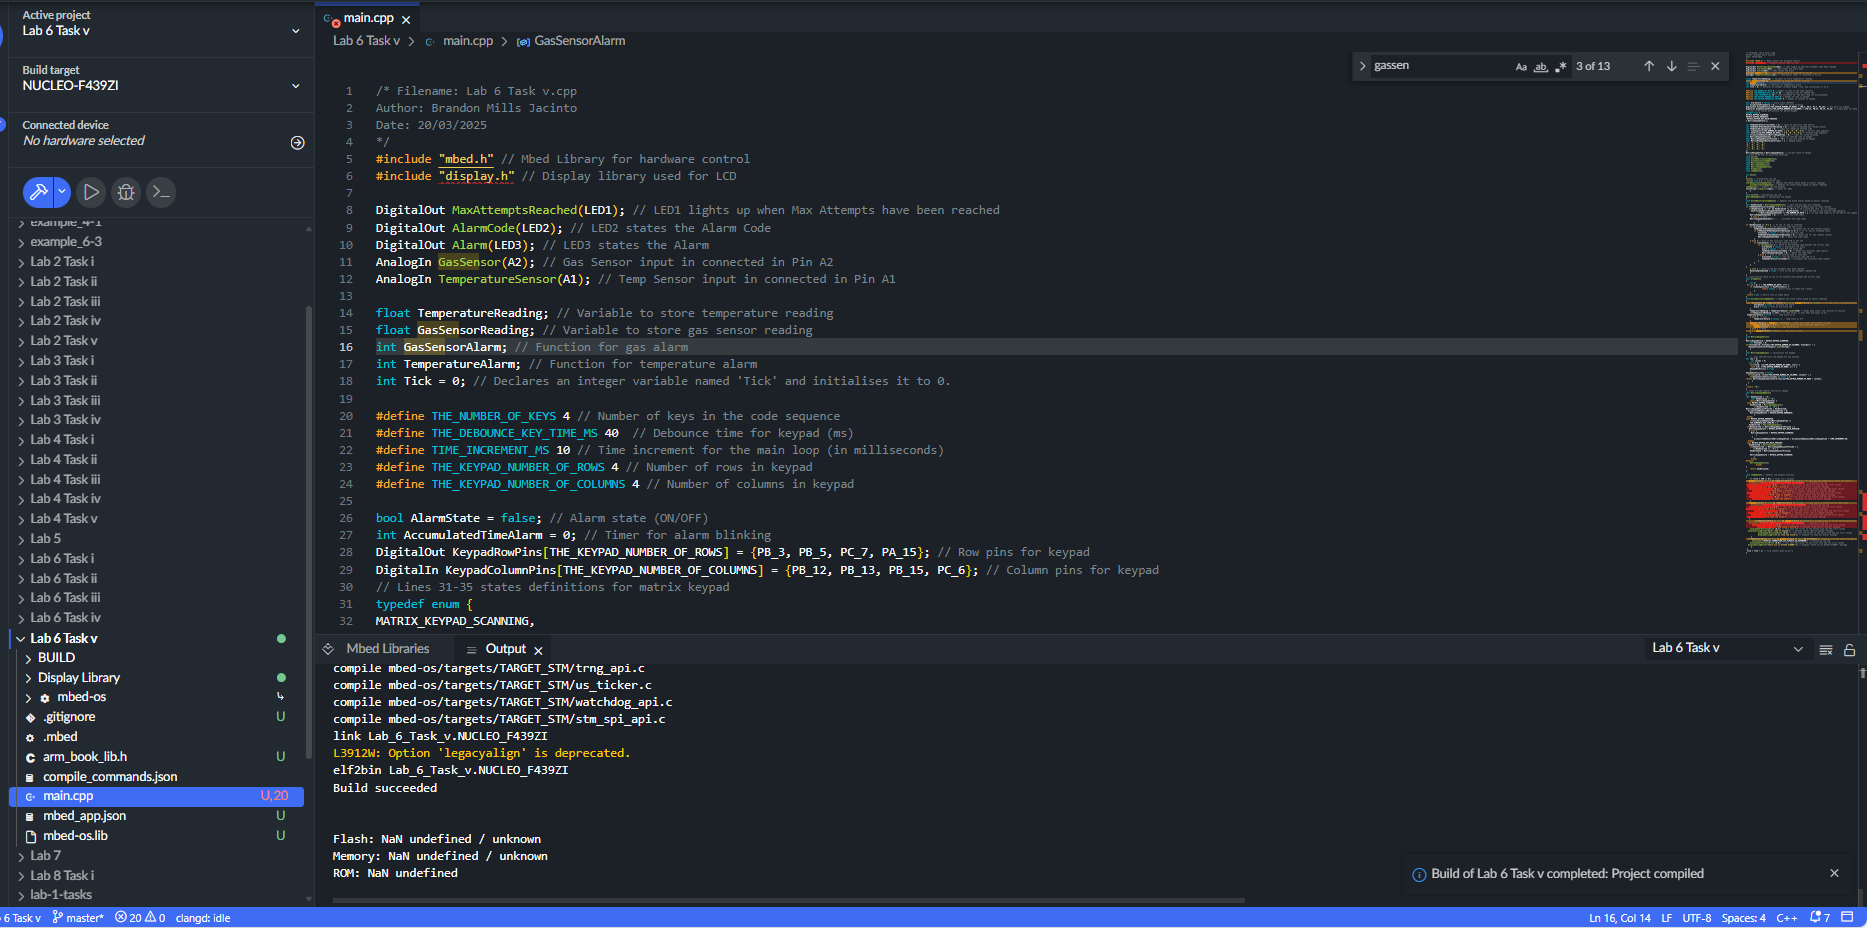 Active project
Lab 6 Task v
Build target
NUCLEO-F439ZI
Connected device
No hardware selected
example_4-1
example_6-3
Lab 2 Task i
Lab 2 Task ii
Lab 2 Task iii
Lab 2 Task iv
Lab 2 Task v
Lab 3 Task i
Lab 3 Task ii
Lab 3 Task iii
Lab 3 Task iv
Lab 4 Task i
Lab 4 Task ii
Lab 4 Task iii
Lab 4 Task iv
Lab 4 Task v
Lab 5
Lab 6 Task i
Lab 6 Task ii
Lab 6 Task iii
Lab 6 Task iv
Lab 6 Task v
BUILD
Display Library
mbed-os
.gitignore U
.mbed
arm_book_lib.h U
compile_commands.json
main.cpp U, 20
mbed_app.json U
mbed-os.lib U
Lab 7
Lab 8 Task i
lab-1-tasks
main.cpp
Lab 6 Task v > main.cpp > GasSensorAlarm
gassen Aa ab .* 3 of 13
1 /* Filename: Lab 6 Task v.cpp
2 Author: Brandon Mills Jacinto
3 Date: 20/03/2025
4 */
5 #include "mbed.h" // Mbed Library for hardware control
6 #include "display.h" // Display library used for LCD
7
8 DigitalOut MaxAttemptsReached(LED1); // LED1 lights up when Max Attempts have been reached
9 DigitalOut AlarmCode(LED2); // LED2 states the Alarm Code
10 DigitalOut Alarm(LED3); // LED3 states the Alarm
11 AnalogIn GasSensor(A2); // Gas Sensor input in connected in Pin A2
12 AnalogIn TemperatureSensor(A1); // Temp Sensor input in connected in Pin A1
13
14 float TemperatureReading; // Variable to store temperature reading
15 float GasSensorReading; // Variable to store gas sensor reading
16 int GasSensorAlarm; // Function for gas alarm
17 int TemperatureAlarm; // Function for temperature alarm
18 int Tick = 0; // Declares an integer variable named 'Tick' and initialises it to 0.
19
20 #define THE_NUMBER_OF_KEYS 4 // Number of keys in the code sequence
21 #define THE_DEBOUNCE_KEY_TIME_MS 40 // Debounce time for keypad (ms)
22 #define TIME_INCREMENT_MS 10 // Time increment for the main loop (in milliseconds)
23 #define THE_KEYPAD_NUMBER_OF_ROWS 4 // Number of rows in keypad
24 #define THE_KEYPAD_NUMBER_OF_COLUMNS 4 // Number of columns in keypad
25
26 bool AlarmState = false; // Alarm state (ON/OFF)
27 int AccumulatedTimeAlarm = 0; // Timer for alarm blinking
28 DigitalOut KeypadRowPins[THE_KEYPAD_NUMBER_OF_ROWS] = {PB_3, PB_5, PC_7, PA_15}; // Row pins for keypad
29 DigitalIn KeypadColumnPins[THE_KEYPAD_NUMBER_OF_COLUMNS] = {PB_12, PB_13, PB_15, PC_6}; // Column pins for keypad
30 // Lines 31-35 states definitions for matrix keypad
31 typedef enum {
32 MATRIX_KEYPAD_SCANNING,
Mbed Libraries Output Lab 6 Task v
compile mbed-os/targets/TARGET_STM/trng_api.c
compile mbed-os/targets/TARGET_STM/us_ticker.c
compile mbed-os/targets/TARGET_STM/watchdog_api.c
compile mbed-os/targets/TARGET_STM/stm_spi_api.c
link Lab_6_Task_v.NUCLEO_F439ZI
L3912W: Option 'legacyalign' is deprecated.
elf2bin Lab_6_Task_v.NUCLEO_F439ZI
Build succeeded
Flash: NaN undefined / unknown
Memory: NaN undefined / unknown
ROM: NaN undefined
Build of Lab 6 Task v completed: Project compiled
6 Task v master* 20 0 clangd: idle Ln 16, Col 14 LF UTF-8 Spaces: 4 C++ 7